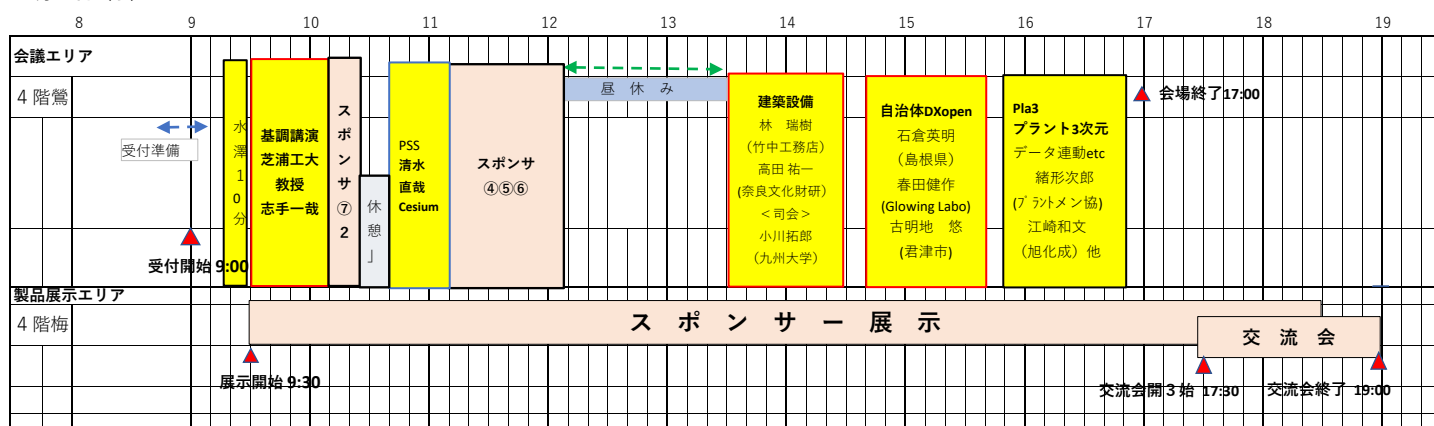 8 9 10 11 12 13 14 15 16 17 18 19
会議エリア
4 階鶯
受付準備
受付開始 9:00
水澤10分
基調講演
芝浦工大
教授
志手一哉
スポンサ⑦2
休憩」
PSS
清水
直哉
Cesium
スポンサ
④⑤⑥
昼 休 み
建築設備
林 瑞樹
（竹中工務店）
高田 祐一
(奈良文化財研)
＜司会＞
小川拓郎
（九州大学）
自治体DXopen
石倉英明
（島根県）
春田健作
(Glowing Labo)
古明地 悠
(君津市)
Pla3
プラント3次元
データ連動etc
緒形次郎
(プラントメン協)
江崎和文
（旭化成）他
会場終了17:00
製品展示エリア
4 階梅
スポンサー展示
交 流 会
展示開始 9:30
交流会開３始 17:30
交流会終了 19:00